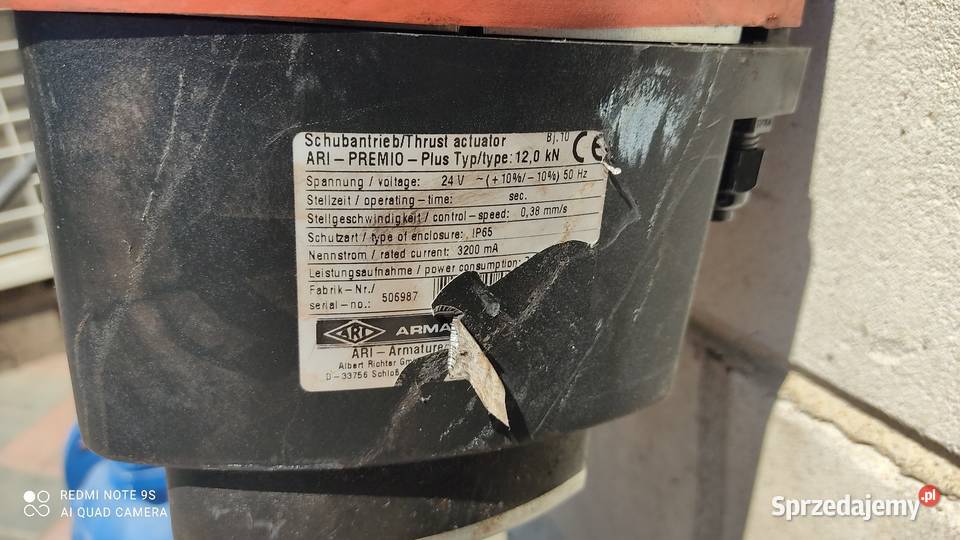 Schubantrieb/Thrust actuator Bj.10
ARI-PREMIO-Plus Typ/type: 12,0 kN CE
Spannung / voltage: 24 V ~(+10%/-10%) 50 Hz
Stellzeit / operating-time: sec.
Stellgeschwindigkeit / control-speed: 0,38 mm/s
Schutzart / type of enclosure: IP65
Nennstrom / rated current: 3200 mA
Leistungsaufnahme / power consumption:
Fabrik-Nr./
serial-no.: 506987
ARI ARMA
ARI-Armature
Albert Richter Gm
D-33756 Schloß
REDMI NOTE 9S
AI QUAD CAMERA
Sprzedajemy .pl